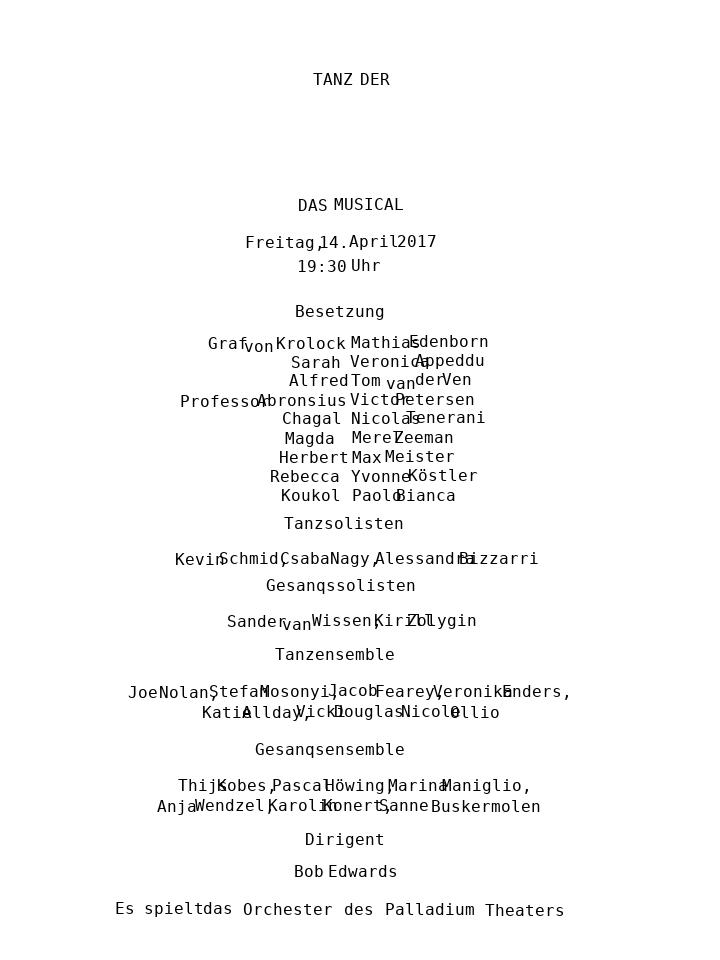 TANZ DER
DAS MUSICAL
Freitag, 14. April 2017
19:30 Uhr
Besetzung
Graf von Krolock Mathias Edenborn
Sarah Veronica Appeddu
Alfred Tom van der Ven
Professor Abronsius Victor Petersen
Chagal Nicolas Tenerani
Magda Merel Zeeman
Herbert Max Meister
Rebecca Yvonne Köstler
Koukol Paolo Bianca
Tanzsolisten
Kevin Schmid, Csaba Nagy, Alessandra Bizzarri
Gesanqssolisten
Sander van Wissen, Kirill Zolygin
Tanzensemble
Joe Nolan, Stefan Mosonyi, Jacob Fearey, Veronika Enders,
Katie Allday, Vicki Douglas Nicole Ollio
Gesanqsensemble
Thijs Kobes, Pascal Höwing, Marina Maniglio,
Anja Wendzel, Karolin Konert, Sanne Buskermolen
Dirigent
Bob Edwards
Es spielt das Orchester des Palladium Theaters